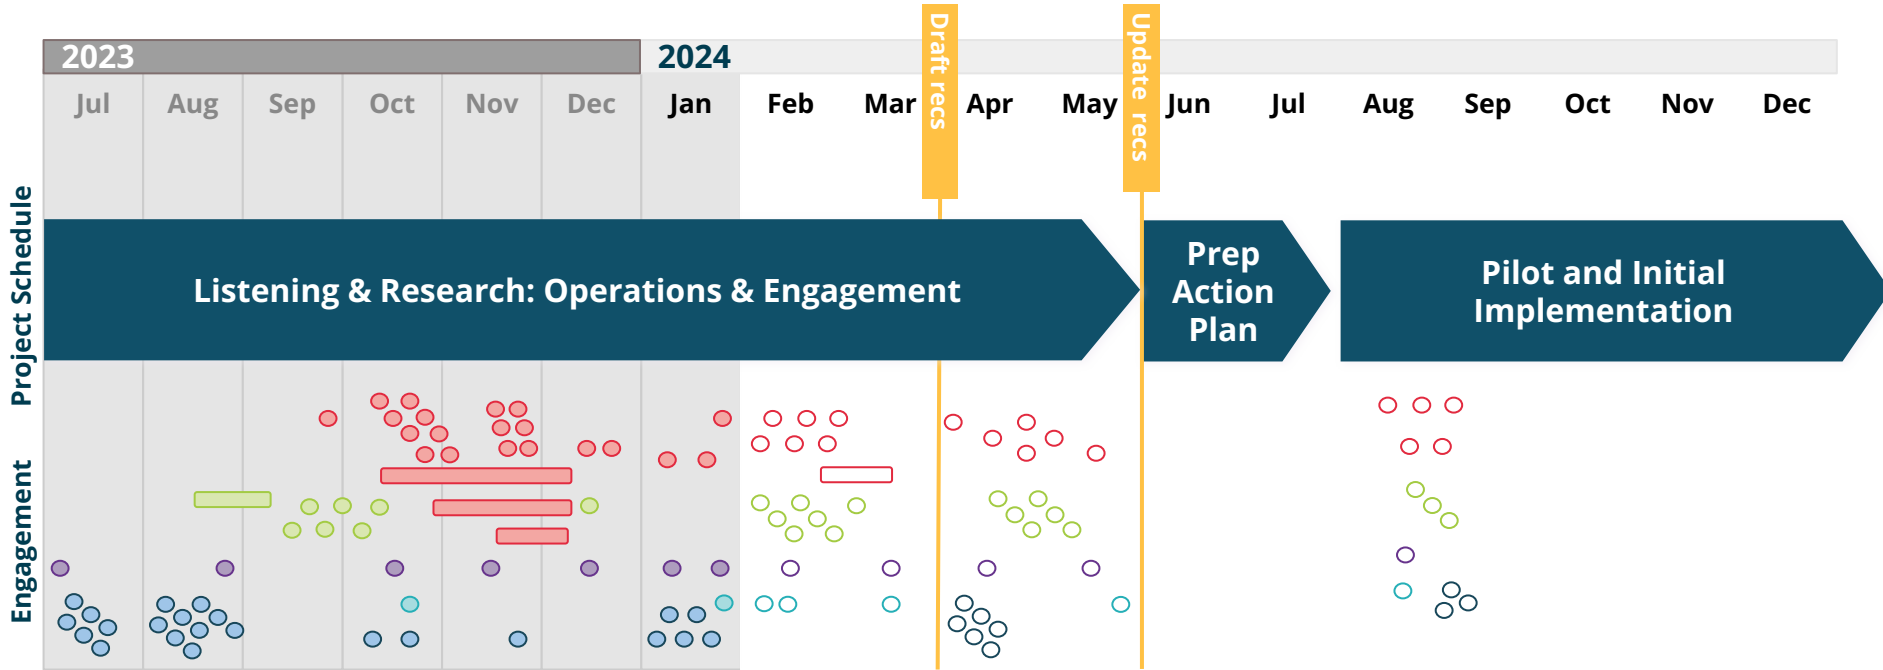 2023
2024
Jul
Aug
Sep
Oct
Nov
Dec
Jan
Feb
Mar
Draft recs
Apr
May
Update recs
Jun
Jul
Aug
Sep
Oct
Nov
Dec
Project Schedule
Listening & Research: Operations & Engagement
Prep
Action
Plan
Pilot and Initial
Implementation
Engagement